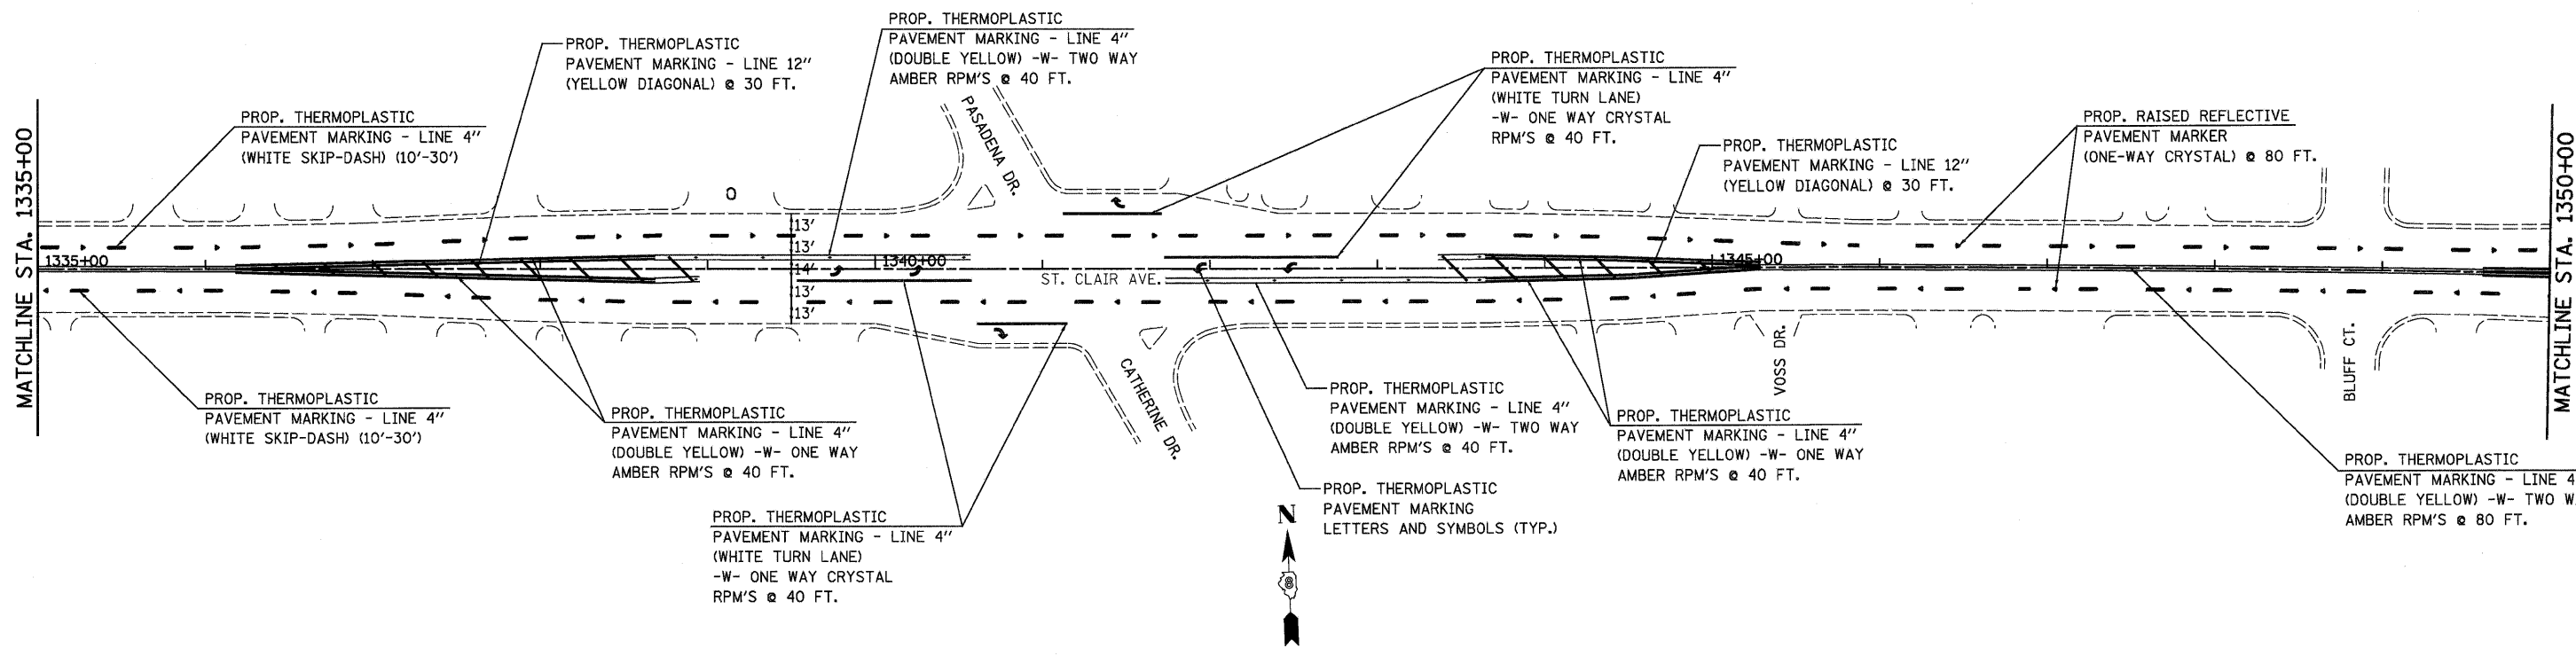 PROP. THERMOPLASTIC
PAVEMENT MARKING - LINE 4"
(DOUBLE YELLOW) -W- TWO WAY
AMBER RPM'S @ 40 FT.
PROP. THERMOPLASTIC
PAVEMENT MARKING - LINE 12"
(YELLOW DIAGONAL) @ 30 FT.
PROP. THERMOPLASTIC
PAVEMENT MARKING - LINE 4"
(WHITE TURN LANE)
-W- ONE WAY CRYSTAL
RPM'S @ 40 FT.
PROP. THERMOPLASTIC
PAVEMENT MARKING - LINE 4"
(WHITE SKIP-DASH) (10'-30')
PROP. THERMOPLASTIC
PAVEMENT MARKING - LINE 12"
(YELLOW DIAGONAL) @ 30 FT.
PROP. RAISED REFLECTIVE
PAVEMENT MARKER
(ONE-WAY CRYSTAL) @ 80 FT.
MATCHLINE STA. 1335+00
PASADENA DR.
MATCHLINE STA. 1350+00
13'
13'
14'
13'
13'
1335+00
1340+00
1345+00
ST. CLAIR AVE.
CATHERINE DR.
VOSS DR.
BLUFF CT.
PROP. THERMOPLASTIC
PAVEMENT MARKING - LINE 4"
(WHITE SKIP-DASH) (10'-30')
PROP. THERMOPLASTIC
PAVEMENT MARKING - LINE 4"
(DOUBLE YELLOW) -W- ONE WAY
AMBER RPM'S @ 40 FT.
PROP. THERMOPLASTIC
PAVEMENT MARKING - LINE 4"
(WHITE TURN LANE)
-W- ONE WAY CRYSTAL
RPM'S @ 40 FT.
PROP. THERMOPLASTIC
PAVEMENT MARKING - LINE 4"
(DOUBLE YELLOW) -W- TWO WAY
AMBER RPM'S @ 40 FT.
PROP. THERMOPLASTIC
PAVEMENT MARKING
LETTERS AND SYMBOLS (TYP.)
N
8
PROP. THERMOPLASTIC
PAVEMENT MARKING - LINE 4"
(DOUBLE YELLOW) -W- ONE WAY
AMBER RPM'S @ 40 FT.
PROP. THERMOPLASTIC
PAVEMENT MARKING - LINE 4
(DOUBLE YELLOW) -W- TWO W
AMBER RPM'S @ 80 FT.